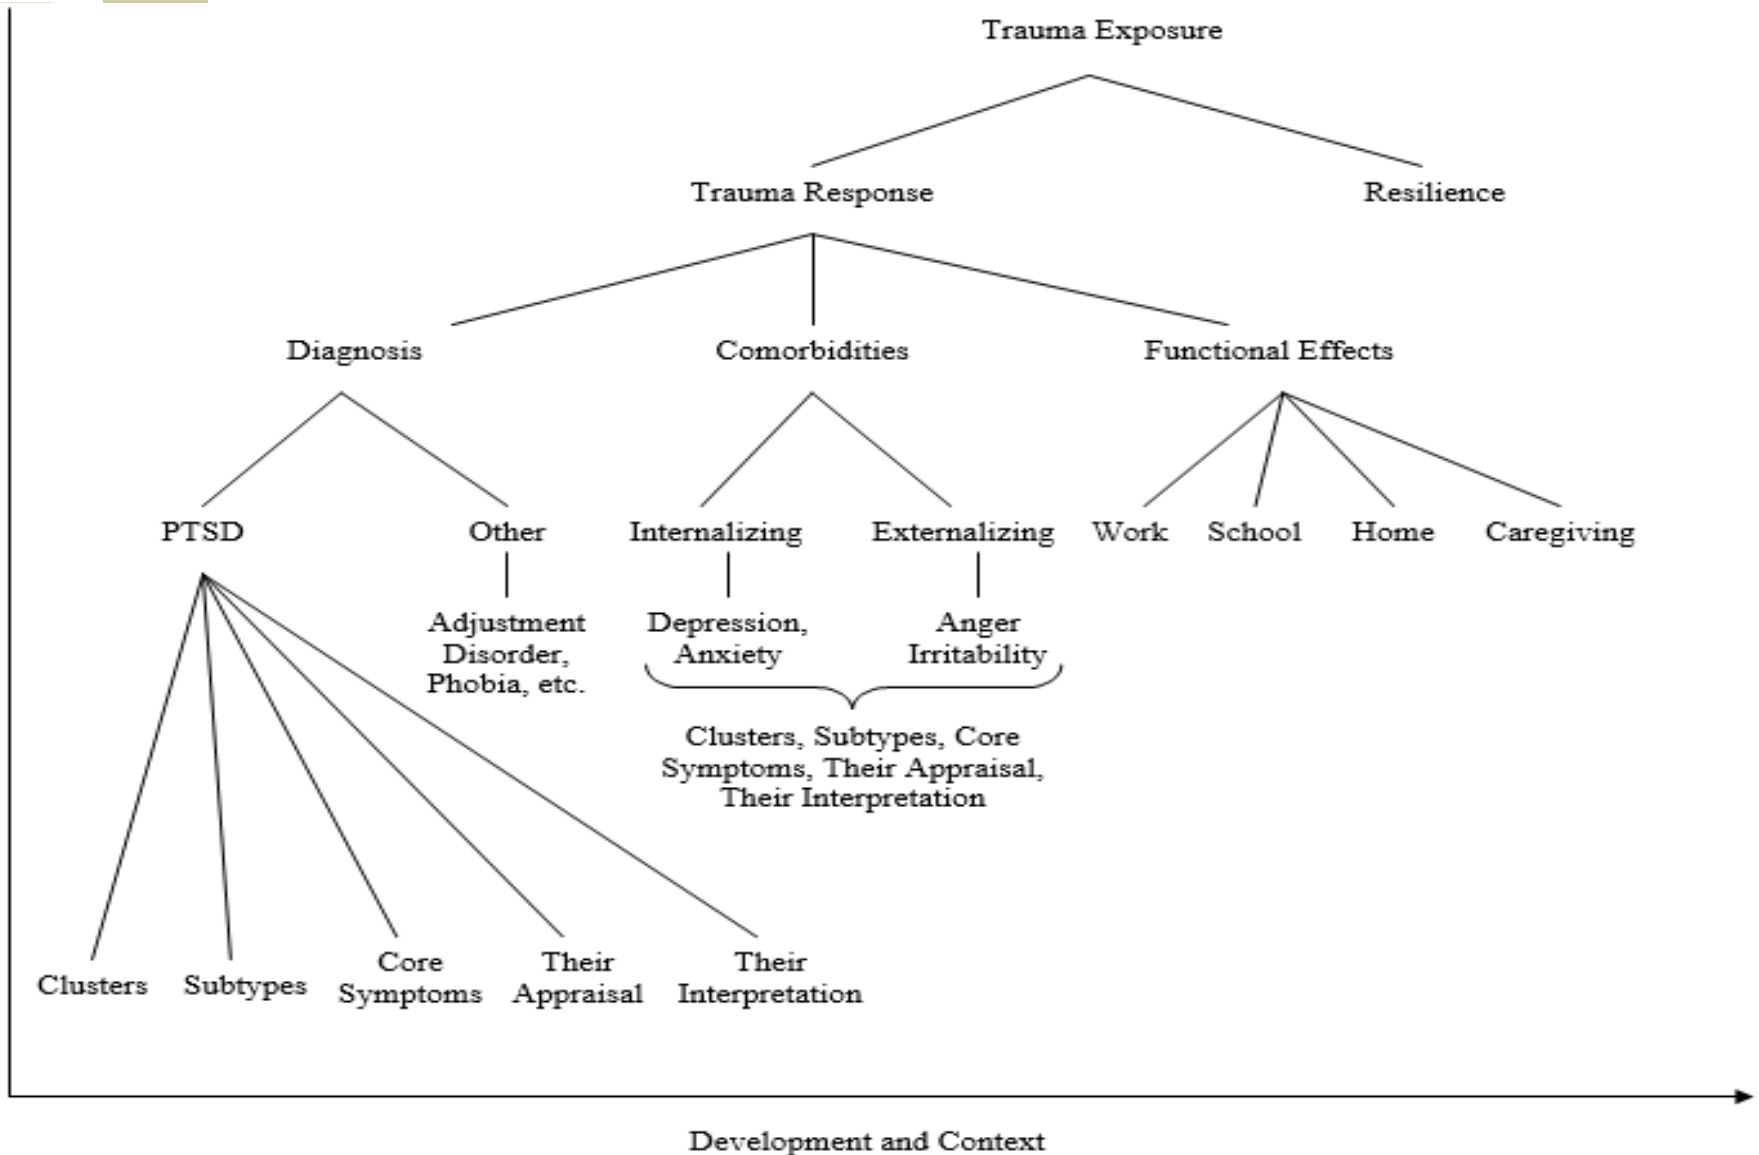 Trauma Exposure
Trauma Response
Resilience
Diagnosis
Comorbidities
Functional Effects
PTSD
Other
Internalizing
Externalizing
Work
School
Home
Caregiving
Adjustment
Disorder,
Phobia, etc.
Depression,
Anxiety
Anger
Irritability
Clusters, Subtypes, Core
Symptoms, Their Appraisal,
Their Interpretation
Clusters
Subtypes
Core
Symptoms
Their
Appraisal
Their
Interpretation
Development and Context